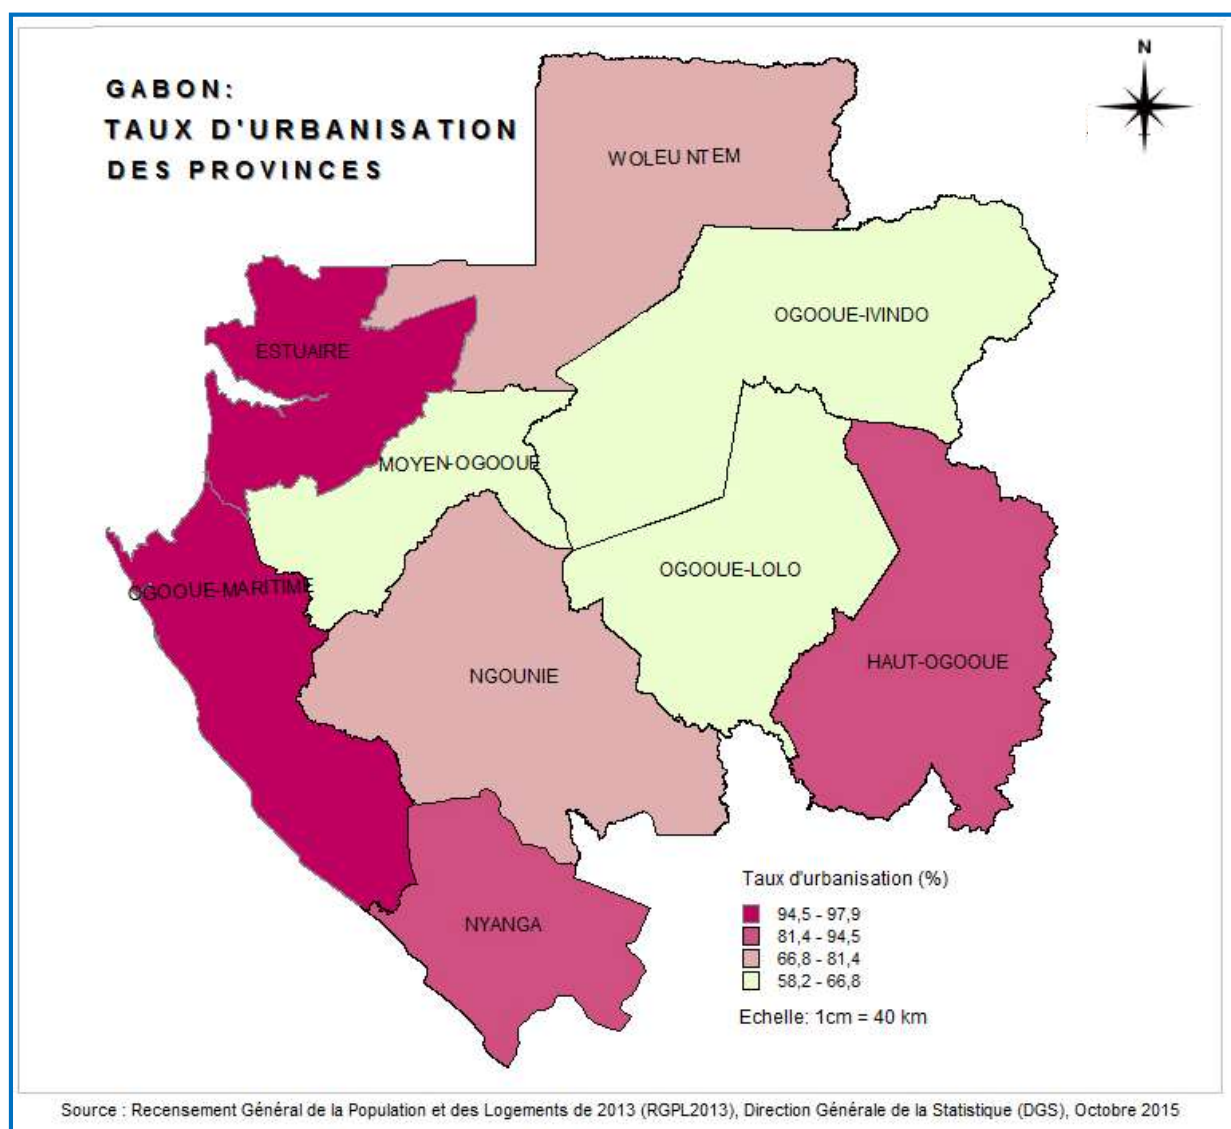 GABON:
TAUX D'URBANISATION
DES PROVINCES
N
WOLEU NTEM
OGOOUE-IVINDO
ESTUAIRE
MOYEN-OGOOUE
OGOOUE-LOLO
OGOOUE-MARITIME
HAUT-OGOOUE
NGOUNIE
NYANGA
Taux d'urbanisation (%)
94,5 - 97,9
81,4 - 94,5
66,8 - 81,4
58,2 - 66,8
Echelle: 1cm = 40 km
Source : Recensement Général de la Population et des Logements de 2013 (RGPL2013), Direction Générale de la Statistique (DGS), Octobre 2015